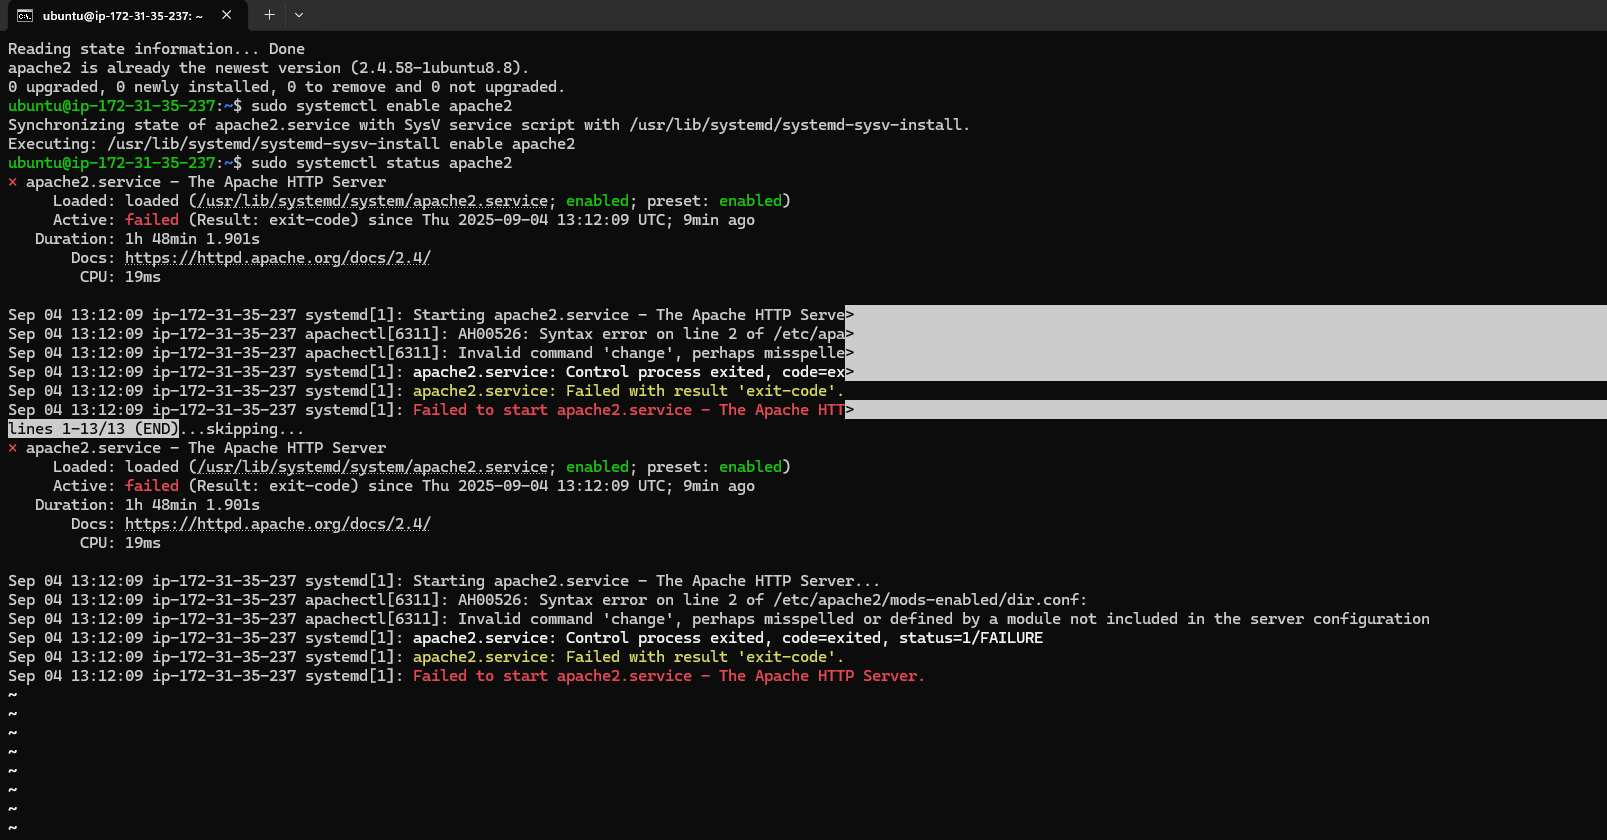 ubuntu@ip-172-31-35-237: ~
Reading state information... Done
apache2 is already the newest version (2.4.58-1ubuntu8.8).
0 upgraded, 0 newly installed, 0 to remove and 0 not upgraded.
ubuntu@ip-172-31-35-237:~$ sudo systemctl enable apache2
Synchronizing state of apache2.service with SysV service script with /usr/lib/systemd/systemd-sysv-install.
Executing: /usr/lib/systemd/systemd-sysv-install enable apache2
ubuntu@ip-172-31-35-237:~$ sudo systemctl status apache2
× apache2.service - The Apache HTTP Server
     Loaded: loaded (/usr/lib/systemd/system/apache2.service; enabled; preset: enabled)
     Active: failed (Result: exit-code) since Thu 2025-09-04 13:12:09 UTC; 9min ago
   Duration: 1h 48min 1.901s
       Docs: https://httpd.apache.org/docs/2.4/
        CPU: 19ms

Sep 04 13:12:09 ip-172-31-35-237 systemd[1]: Starting apache2.service - The Apache HTTP Serve>
Sep 04 13:12:09 ip-172-31-35-237 apachectl[6311]: AH00526: Syntax error on line 2 of /etc/apa>
Sep 04 13:12:09 ip-172-31-35-237 apachectl[6311]: Invalid command 'change', perhaps misspelle>
Sep 04 13:12:09 ip-172-31-35-237 systemd[1]: apache2.service: Control process exited, code=ex>
Sep 04 13:12:09 ip-172-31-35-237 systemd[1]: apache2.service: Failed with result 'exit-code'.
Sep 04 13:12:09 ip-172-31-35-237 systemd[1]: Failed to start apache2.service - The Apache HTT>
lines 1-13/13 (END)...skipping...
× apache2.service - The Apache HTTP Server
     Loaded: loaded (/usr/lib/systemd/system/apache2.service; enabled; preset: enabled)
     Active: failed (Result: exit-code) since Thu 2025-09-04 13:12:09 UTC; 9min ago
   Duration: 1h 48min 1.901s
       Docs: https://httpd.apache.org/docs/2.4/
        CPU: 19ms

Sep 04 13:12:09 ip-172-31-35-237 systemd[1]: Starting apache2.service - The Apache HTTP Server...
Sep 04 13:12:09 ip-172-31-35-237 apachectl[6311]: AH00526: Syntax error on line 2 of /etc/apache2/mods-enabled/dir.conf:
Sep 04 13:12:09 ip-172-31-35-237 apachectl[6311]: Invalid command 'change', perhaps misspelled or defined by a module not included in the server configuration
Sep 04 13:12:09 ip-172-31-35-237 systemd[1]: apache2.service: Control process exited, code=exited, status=1/FAILURE
Sep 04 13:12:09 ip-172-31-35-237 systemd[1]: apache2.service: Failed with result 'exit-code'.
Sep 04 13:12:09 ip-172-31-35-237 systemd[1]: Failed to start apache2.service - The Apache HTTP Server.
~
~
~
~
~
~
~
~